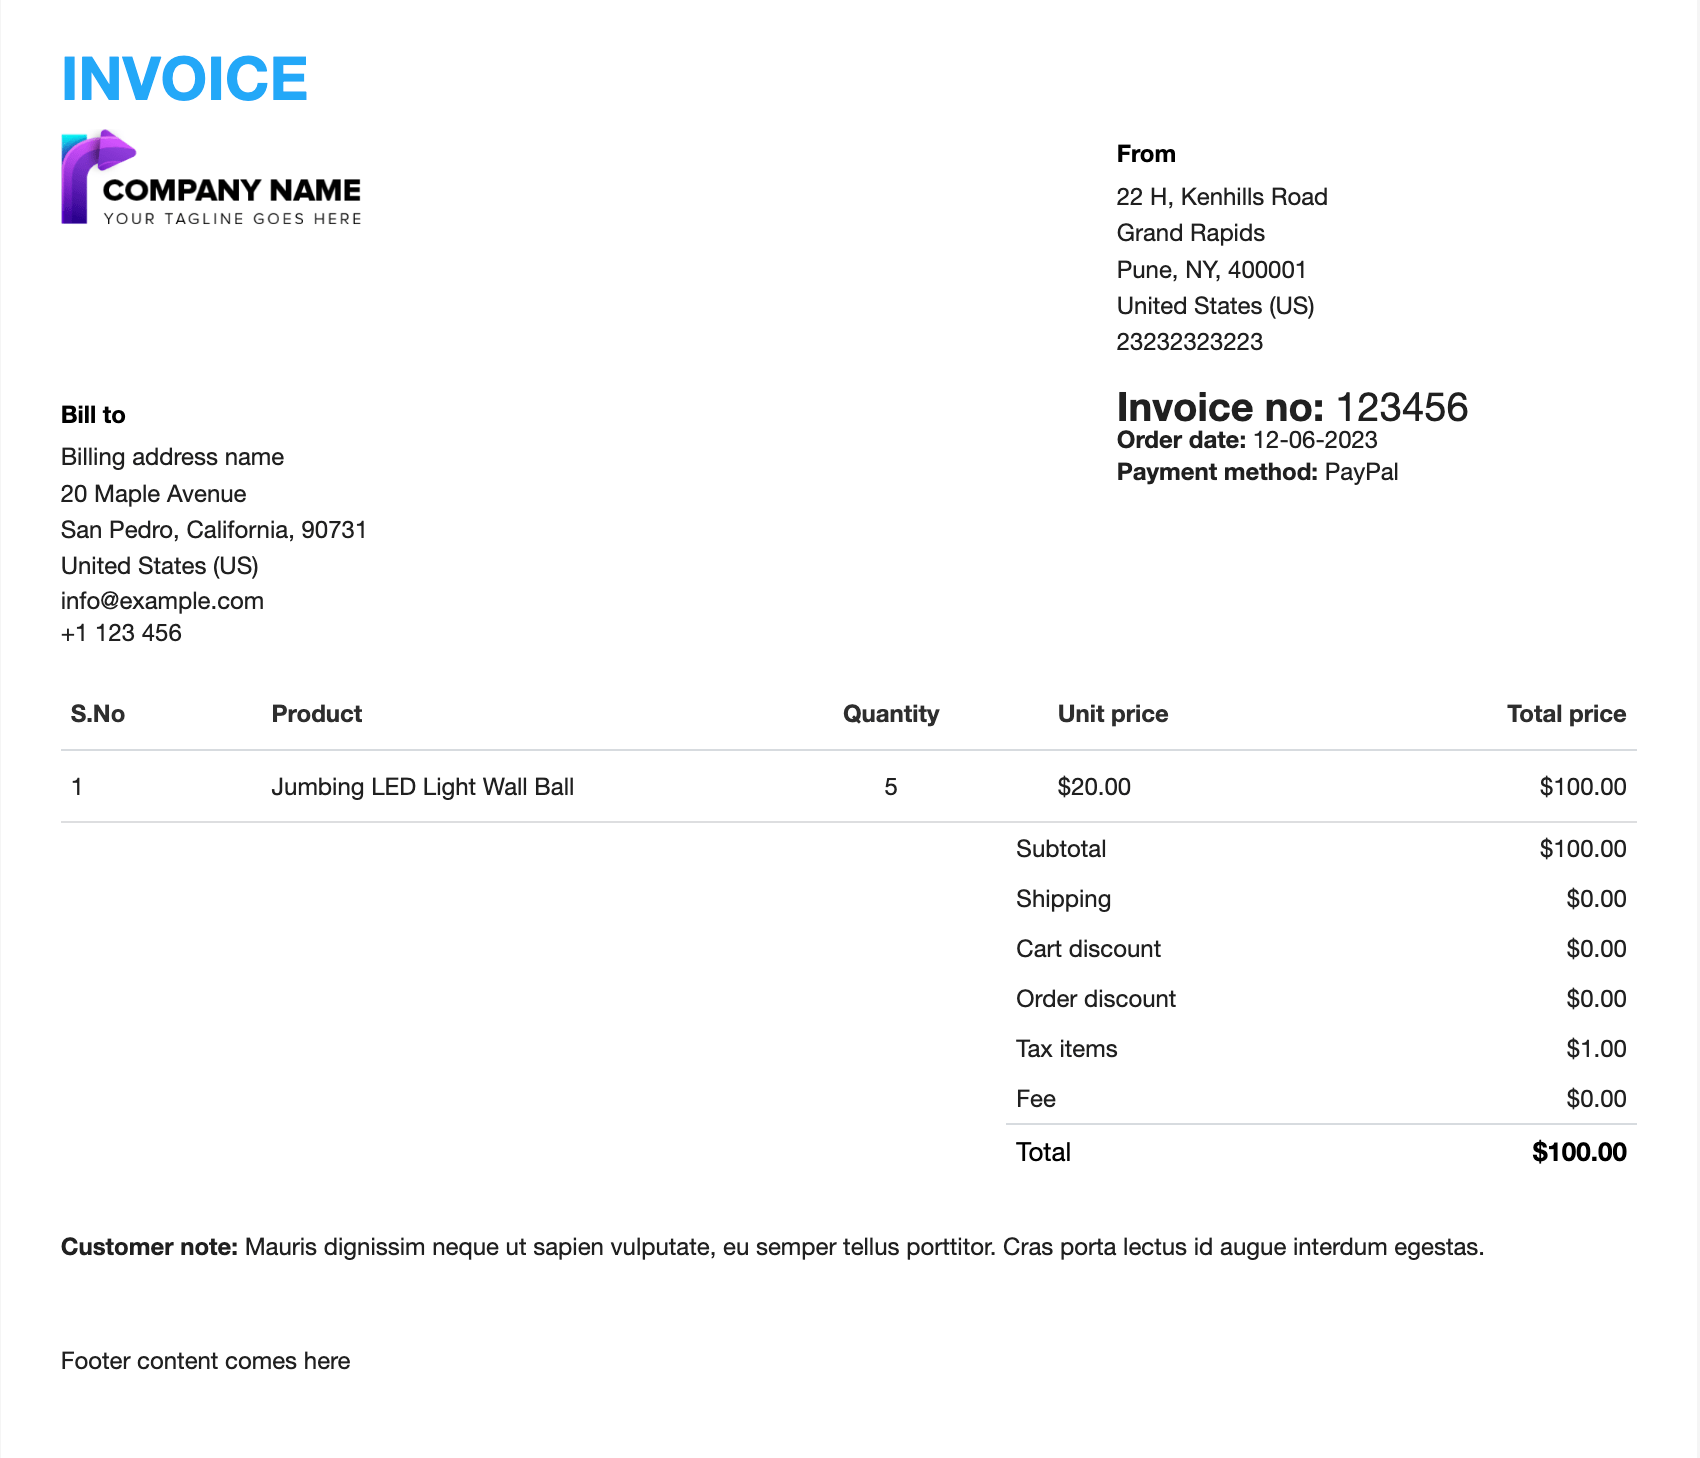 INVOICE
COMPANY NAME
YOUR TAGLINE GOES HERE
From
22 H, Kenhills Road
Grand Rapids
Pune, NY, 400001
United States (US)
23232323223
Invoice no: 123456
Order date: 12-06-2023
Payment method: PayPal
Bill to
Billing address name
20 Maple Avenue
San Pedro, California, 90731
United States (US)
info@example.com
+1 123 456
S.No Product Quantity Unit price Total price
1 Jumbing LED Light Wall Ball 5 $20.00 $100.00
Subtotal $100.00
Shipping $0.00
Cart discount $0.00
Order discount $0.00
Tax items $1.00
Fee $0.00
Total $100.00
Customer note: Mauris dignissim neque ut sapien vulputate, eu semper tellus porttitor. Cras porta lectus id augue interdum egestas.
Footer content comes here